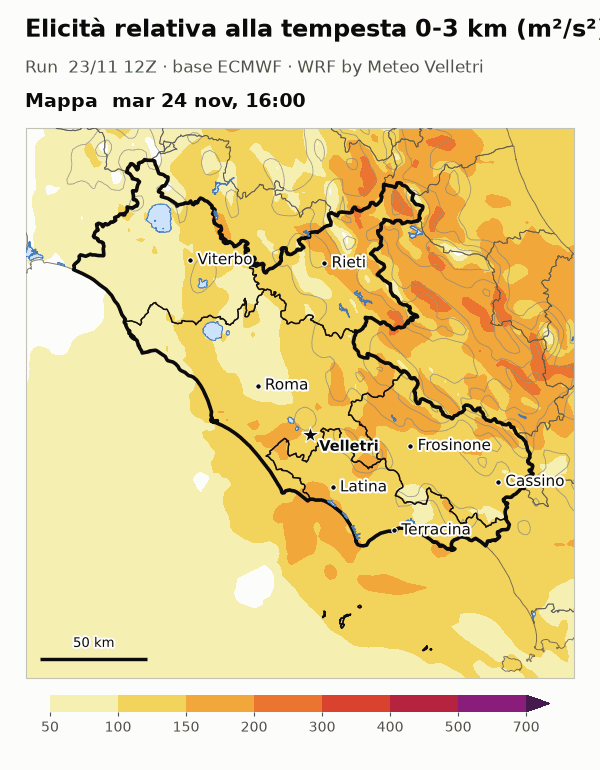 Elicità relativa alla tempesta 0-3 km (m²/s²)
Run  23/11 12Z · base ECMWF · WRF by Meteo Velletri
Mappa  mar 24 nov, 16:00
Viterbo
Rieti
Roma
Velletri
Frosinone
Cassino
Latina
Terracina
50 km
50 100 150 200 300 400 500 700